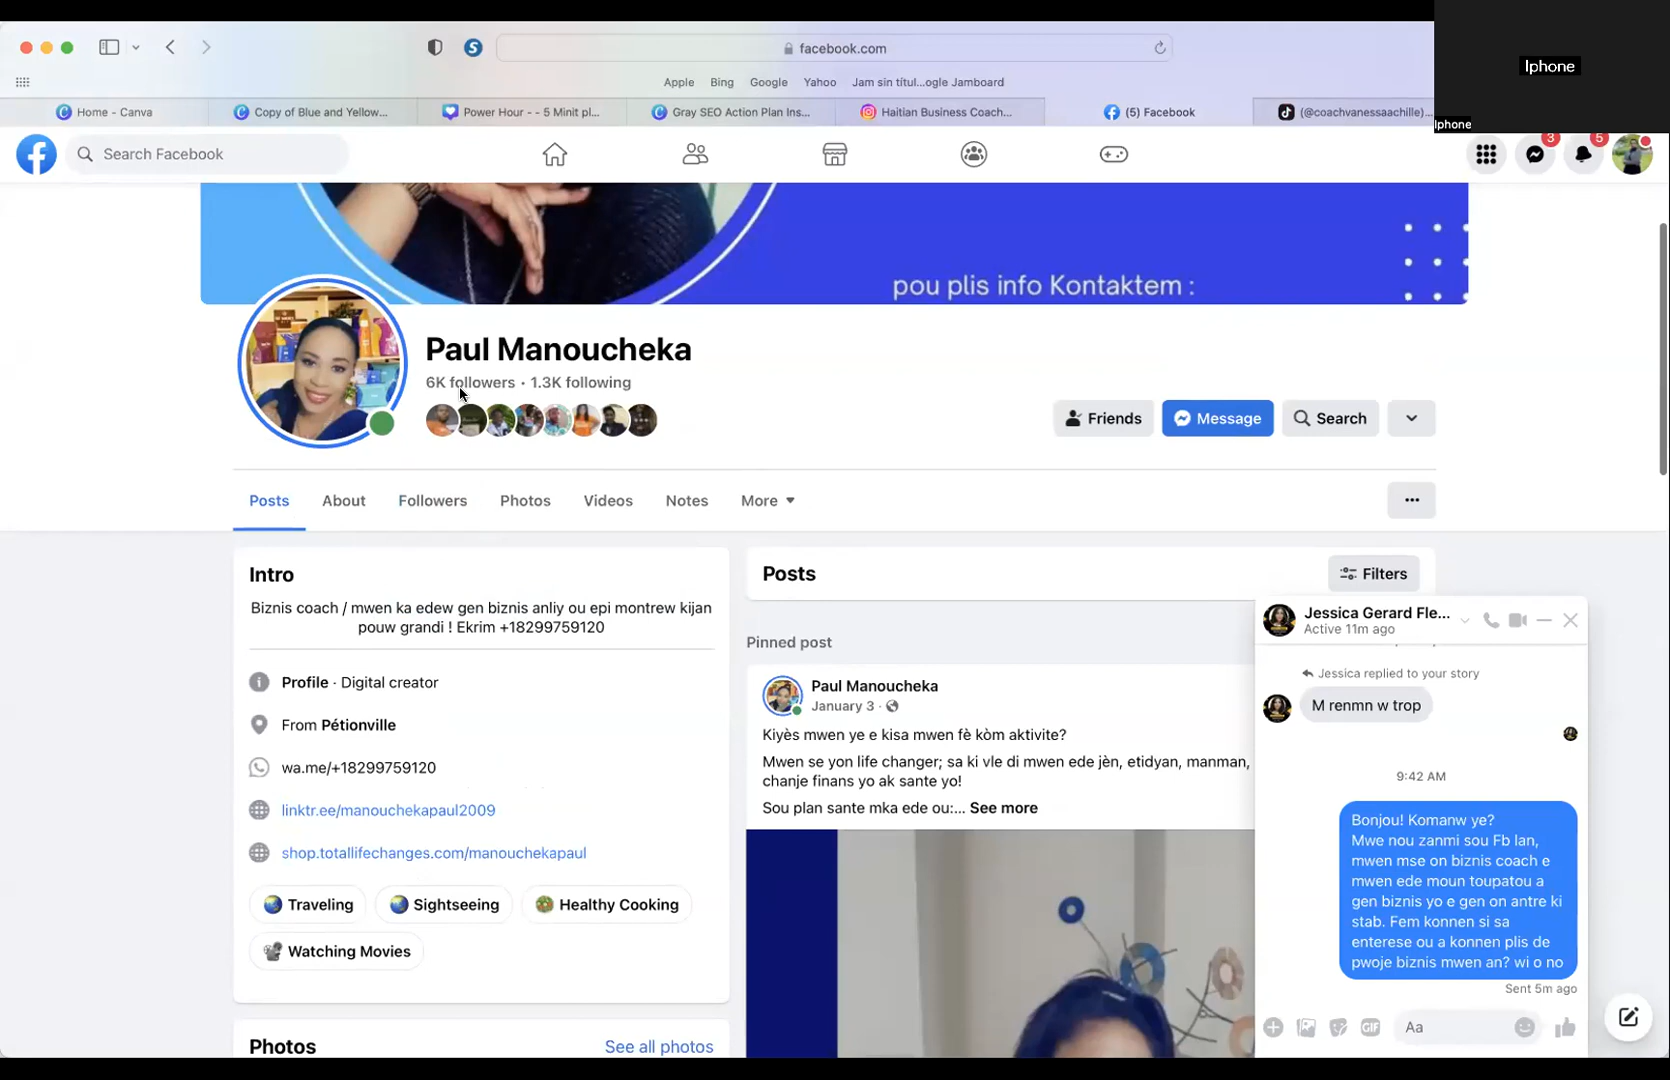 facebook.com
Iphone
Apple Bing Google Yahoo Jam sin títul...ogle Jamboard
Home - Canva
Copy of Blue and Yellow...
Power Hour - - 5 Minit pl...
Gray SEO Action Plan Ins...
Haitian Business Coach...
(5) Facebook
(@coachvanessaachille)...
Iphone
Search Facebook
3
5
pou plis info Kontaktem :
Paul Manoucheka
6K followers · 1.3K following
Friends
Message
Search
Posts
About
Followers
Photos
Videos
Notes
More
Intro
Biznis coach / mwen ka edew gen biznis anliy ou epi montrew kijan
pouw grandi ! Ekrim +18299759120
Profile · Digital creator
From Pétionville
wa.me/+18299759120
linktr.ee/manouchekapaul2009
shop.totallifechanges.com/manouchekapaul
Traveling
Sightseeing
Healthy Cooking
Watching Movies
Photos
See all photos
Posts
Filters
Pinned post
Paul Manoucheka
January 3 ·
Kiyès mwen ye e kisa mwen fè kòm aktivite?
Mwen se yon life changer; sa ki vle di mwen ede jèn, etidyan, manman,
chanje finans yo ak sante yo!
Sou plan sante mka ede ou:... See more
Jessica Gerard Fle...
Active 11m ago
Jessica replied to your story
M renmn w trop
9:42 AM
Bonjou! Komanw ye?
Mwe nou zanmi sou Fb lan,
mwen mse on biznis coach e
mwen ede moun toupatou a
gen biznis yo e gen on antre ki
stab. Fem konnen si sa
enterese ou a konnen plis de
pwoje biznis mwen an? wi o no
Sent 5m ago
GIF
Aa